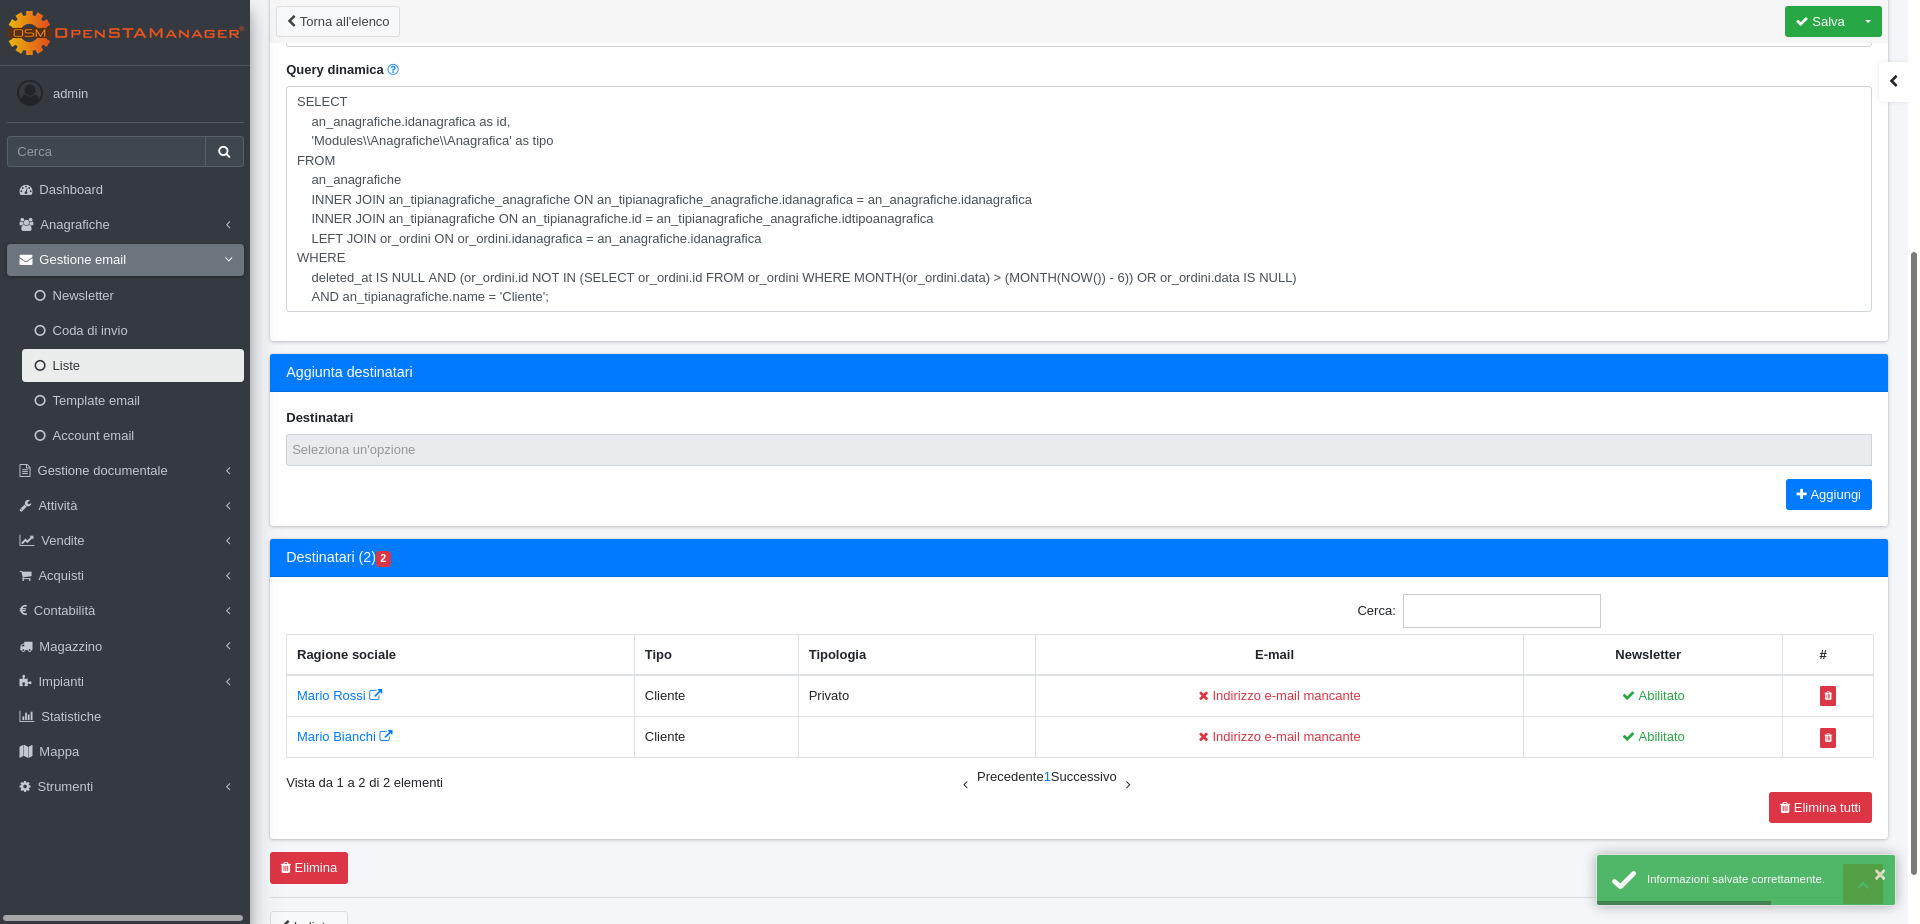 OSM OpenSTAManager®
Torna all'elenco
Salva
admin
Cerca
Dashboard
Anagrafiche
Gestione email
Newsletter
Coda di invio
Liste
Template email
Account email
Gestione documentale
Attività
Vendite
Acquisti
€ Contabilità
Magazzino
Impianti
Statistiche
Mappa
Strumenti
Query dinamica
SELECT
an_anagrafiche.idanagrafica as id,
'Modules\\Anagrafiche\\Anagrafica' as tipo
FROM
an_anagrafiche
INNER JOIN an_tipianagrafiche_anagrafiche ON an_tipianagrafiche_anagrafiche.idanagrafica = an_anagrafiche.idanagrafica
INNER JOIN an_tipianagrafiche ON an_tipianagrafiche.id = an_tipianagrafiche_anagrafiche.idtipoanagrafica
LEFT JOIN or_ordini ON or_ordini.idanagrafica = an_anagrafiche.idanagrafica
WHERE
deleted_at IS NULL AND (or_ordini.id NOT IN (SELECT or_ordini.id FROM or_ordini WHERE MONTH(or_ordini.data) > (MONTH(NOW()) - 6)) OR or_ordini.data IS NULL)
AND an_tipianagrafiche.name = 'Cliente';
Aggiunta destinatari
Destinatari
Seleziona un'opzione
Aggiungi
Destinatari (2) 2
Cerca:
Ragione sociale Tipo Tipologia E-mail Newsletter #
Mario Rossi Cliente Privato Indirizzo e-mail mancante Abilitato
Mario Bianchi Cliente Indirizzo e-mail mancante Abilitato
Vista da 1 a 2 di 2 elementi
Precedente1Successivo
Elimina tutti
Elimina
Informazioni salvate correttamente.